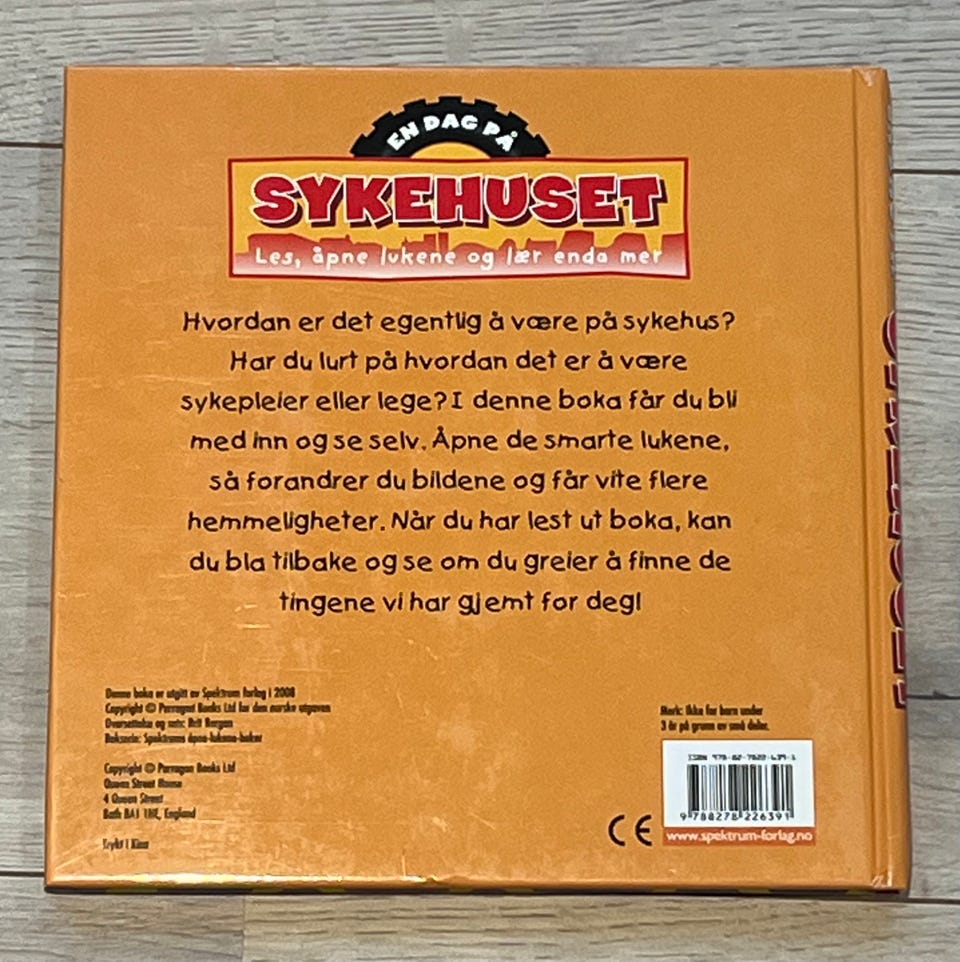 EN DAG PÅ
SYKEHUSET
Les, åpne lukene og lær enda mer
Hvordan er det egentlig å være på sykehus?
Har du lurt på hvordan det er å være
sykepleier eller lege? I denne boka får du bli
med inn og se selv. Åpne de smarte lukene,
så forandrer du bildene og får vite flere
hemmeligheter. Når du har lest ut boka, kan
du bla tilbake og se om du greier å finne de
tingene vi har gjemt for deg!
Denne boka er utgitt av Spektrum forlag i 2008
Copyright © Parragon Books Ltd for den norske utgaven
Oversettelse og sats: Brit Bergan
Bokserie: Spektrums åpne-lukene-bøker
Copyright © Parragon Books Ltd
Queen Street House
4 Queen Street
Bath BA1 1HE, England
Trykt i Kina
Merk: Ikke for barn under
3 år på grunn av små deler.
ISBN 978-82-7822-639-1
9 788278 226391
CE
www.spektrum-forlag.no